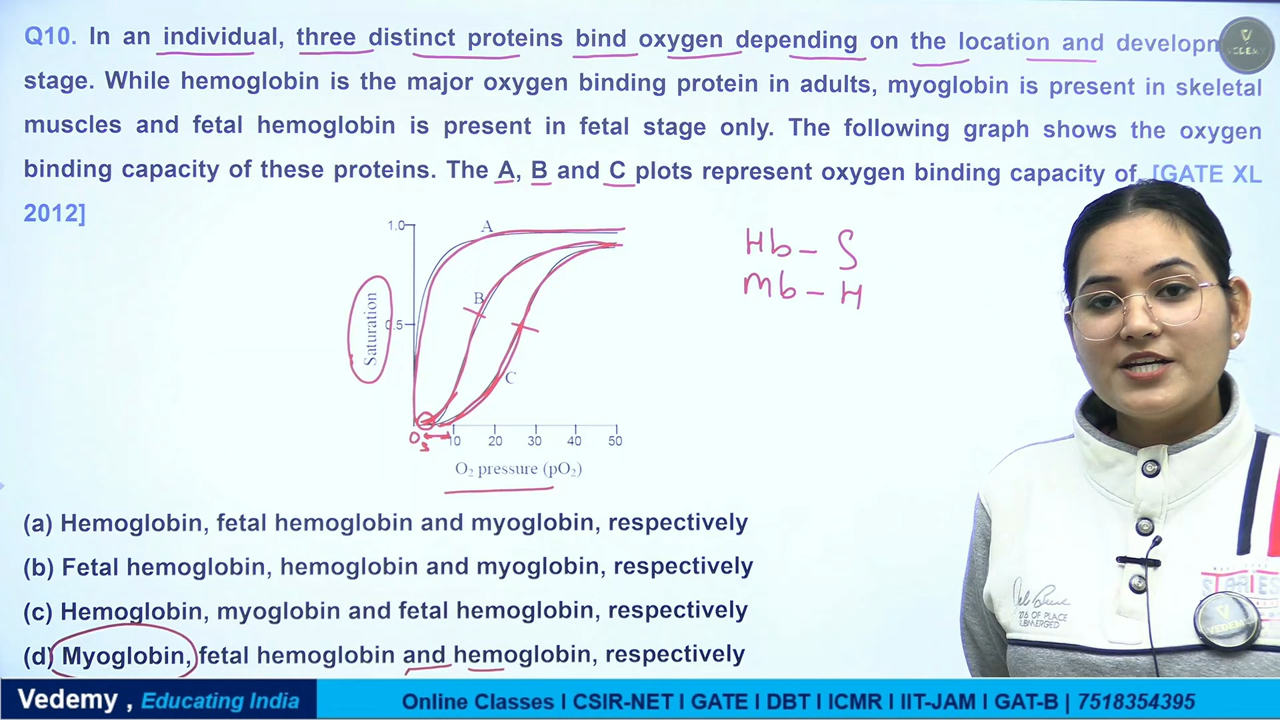 Q10. In an individual, three distinct proteins bind oxygen depending on the location and
stage. While hemoglobin is the major oxygen binding protein in adults, myoglobin is present in skeletal
muscles and fetal hemoglobin is present in fetal stage only. The following graph shows the oxygen
binding capacity of these proteins. The A, B and C plots represent oxygen binding capacity of. [GATE XL
2012]
VEDEMY
1.0
A
Hb - S
Mb - H
B
0.5
Saturation
C
0
5
10
20
30
40
50
O₂ pressure (pO₂)
(a) Hemoglobin, fetal hemoglobin and myoglobin, respectively
(b) Fetal hemoglobin, hemoglobin and myoglobin, respectively
(c) Hemoglobin, myoglobin and fetal hemoglobin, respectively
(d) Myoglobin, fetal hemoglobin and hemoglobin, respectively
Vedemy , Educating India
Online Classes I CSIR-NET I GATE I DBT I ICMR I IIT-JAM I GAT-B | 7518354395